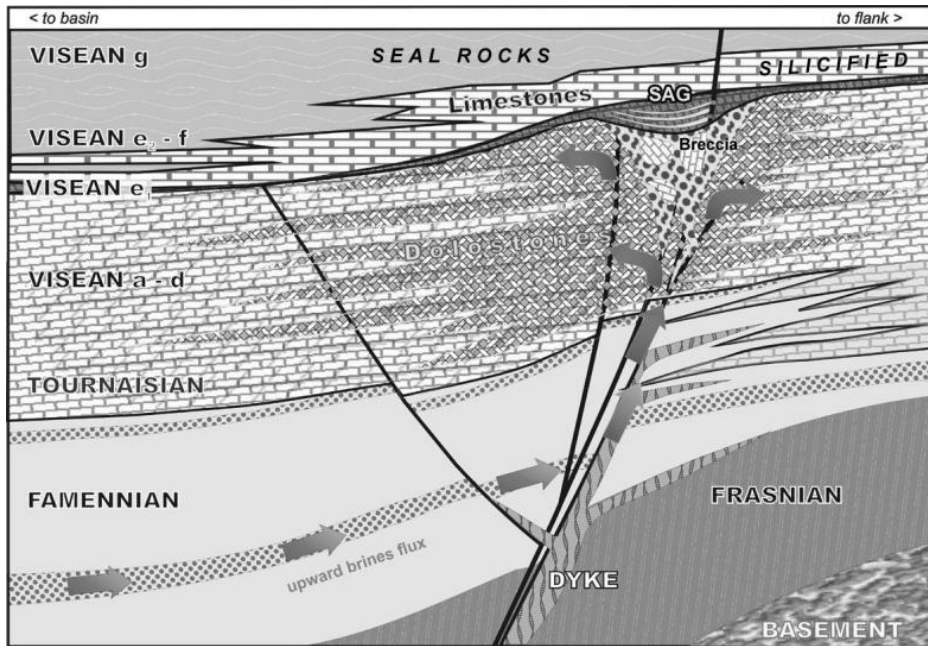 < to basin
to flank >
VISEAN g
SEAL ROCKS
SILICIFIED
Limestones
SAG
VISEAN e₂ - f
Breccia
VISEAN e₁
Dolostones
VISEAN a - d
TOURNAISIAN
FAMENNIAN
FRASNIAN
upward brines flux
DYKE
BASEMENT